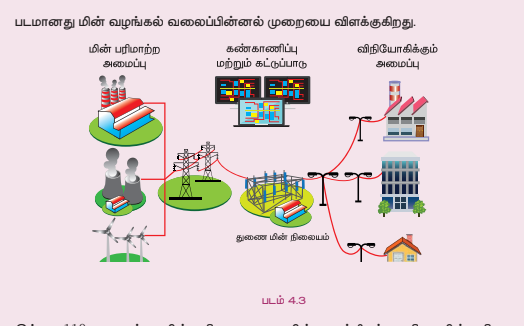 படமானது மின் வழங்கல் வலைப்பின்னல் முறையை விளக்குகிறது.
மின் பரிமாற்ற
அமைப்பு
கண்காணிப்பு
மற்றும் கட்டுப்பாடு
விநியோகிக்கும்
அமைப்பு
துணை மின் நிலையம்
படம் 4.3